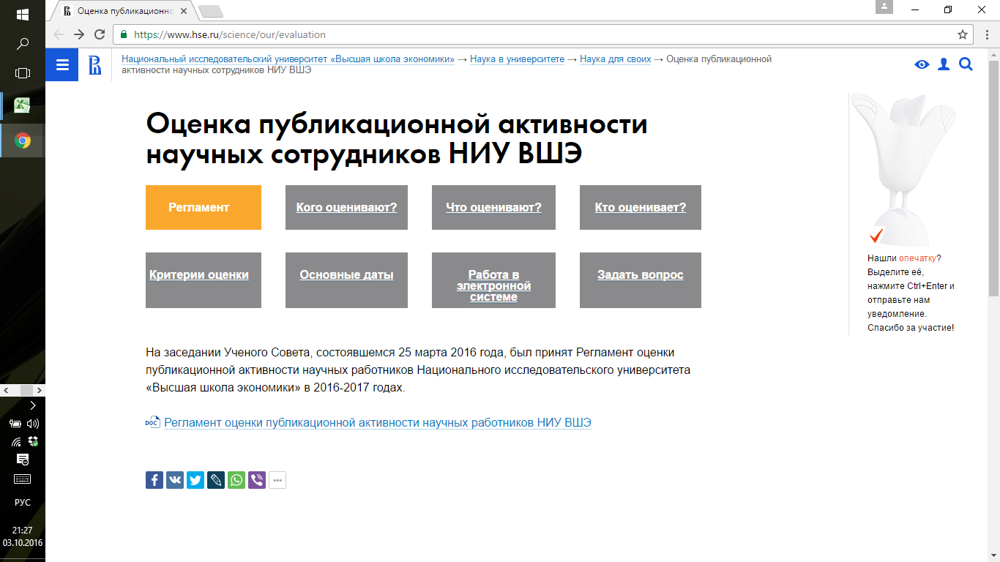 Оценка публикационно
https://www.hse.ru/science/our/evaluation
Национальный исследовательский университет «Высшая школа экономики» → Наука в университете → Наука для своих → Оценка публикационной
активности научных сотрудников НИУ ВШЭ
Оценка публикационной активности
научных сотрудников НИУ ВШЭ
Регламент
Кого оценивают?
Что оценивают?
Кто оценивает?
Критерии оценки
Основные даты
Работа в
электронной
системе
Задать вопрос
Нашли опечатку?
Выделите её,
нажмите Ctrl+Enter и
отправьте нам
уведомление.
Спасибо за участие!
На заседании Ученого Совета, состоявшемся 25 марта 2016 года, был принят Регламент оценки
публикационной активности научных работников Национального исследовательского университета
«Высшая школа экономики» в 2016-2017 годах.
DOC Регламент оценки публикационной активности научных работников НИУ ВШЭ
РУС
21:27
03.10.2016